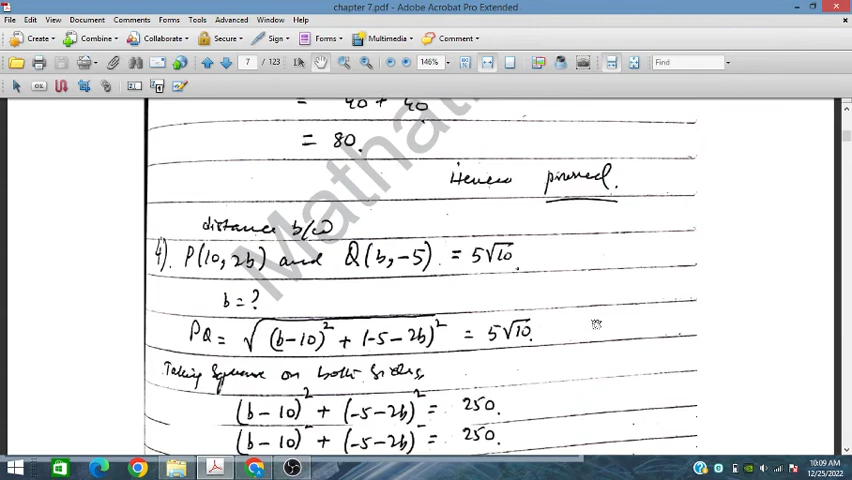 chapter 7.pdf - Adobe Acrobat Pro Extended
File Edit View Document Comments Forms Tools Advanced Window Help
Create Combine Collaborate Secure Sign Forms Multimedia Comment
7 / 123 146% Find
= 40 + 40
= 80.
Hence proved.
distance b/w
4). P(10, 2b) and Q(b, -5) = 5√10.
b = ?
PQ = √(b-10)² + (-5-2b)² = 5√10.
Taking Square on both sides
(b-10)² + (-5-2b)² = 250.
(b-10)² + (-5-2b)² = 250.
10:09 AM
12/25/2022